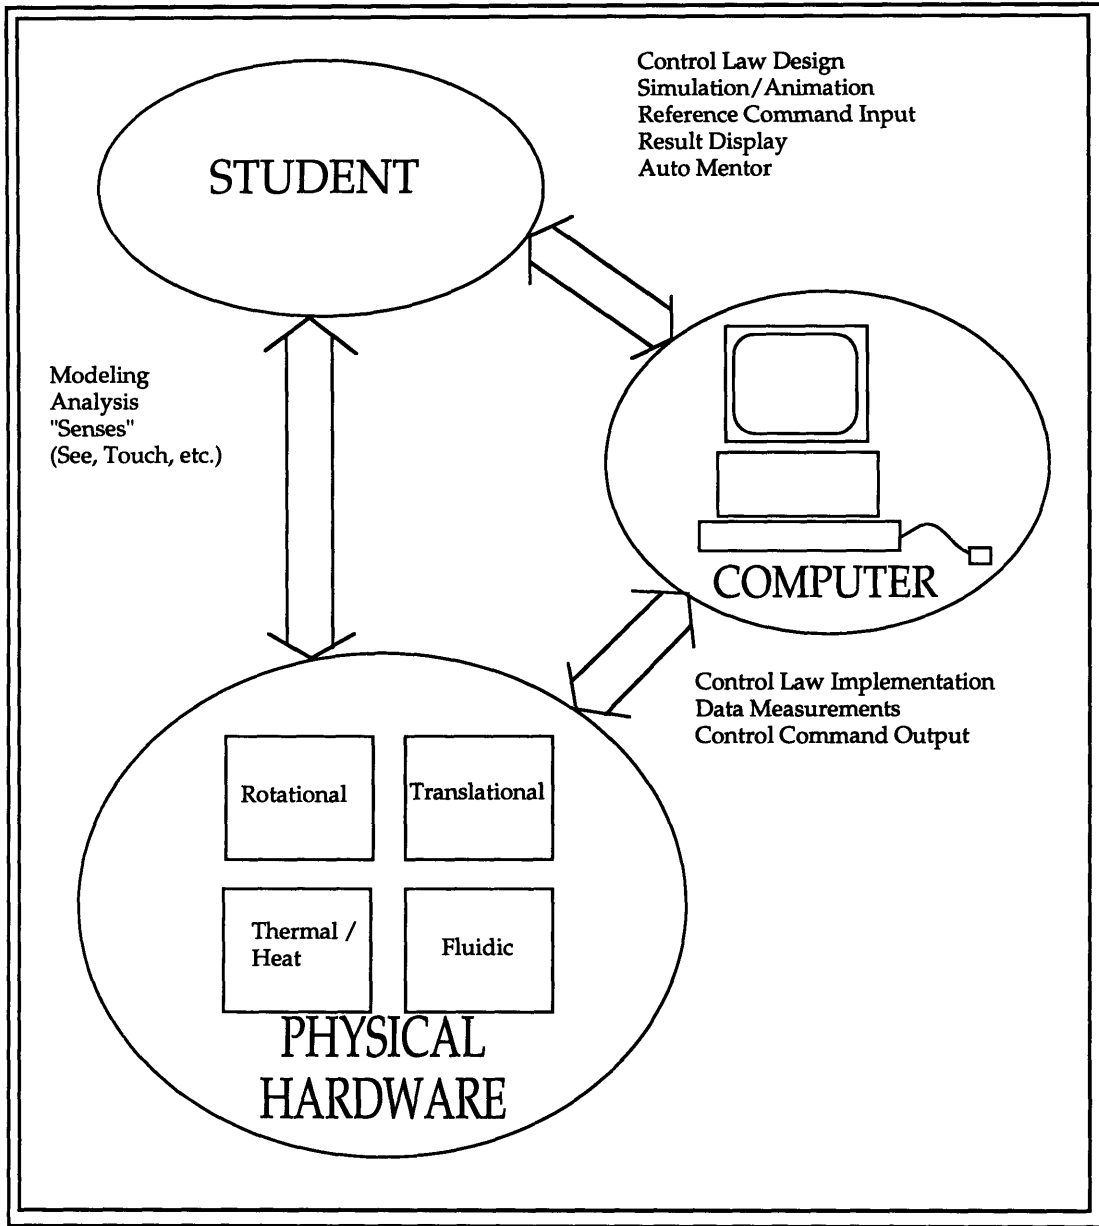 Control Law Design
Simulation/Animation
Reference Command Input
Result Display
Auto Mentor
STUDENT
Modeling
Analysis
"Senses"
(See, Touch, etc.)
COMPUTER
Control Law Implementation
Data Measurements
Control Command Output
Rotational
Translational
Thermal /
Heat
Fluidic
PHYSICAL
HARDWARE